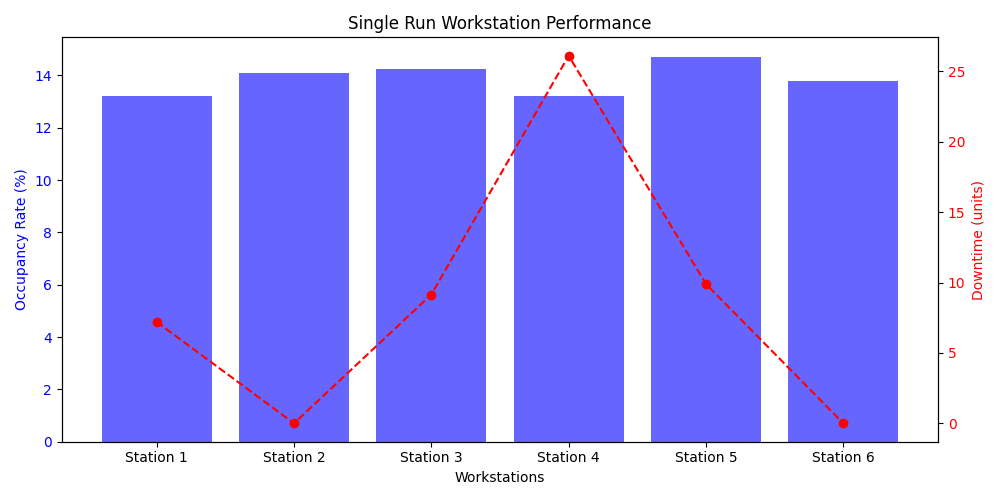 Single Run Workstation Performance
Occupancy Rate (%)
14
12
10
8
6
4
2
0
25
20
15
10
5
0
Downtime (units)
Station 1 Station 2 Station 3 Station 4 Station 5 Station 6
Workstations